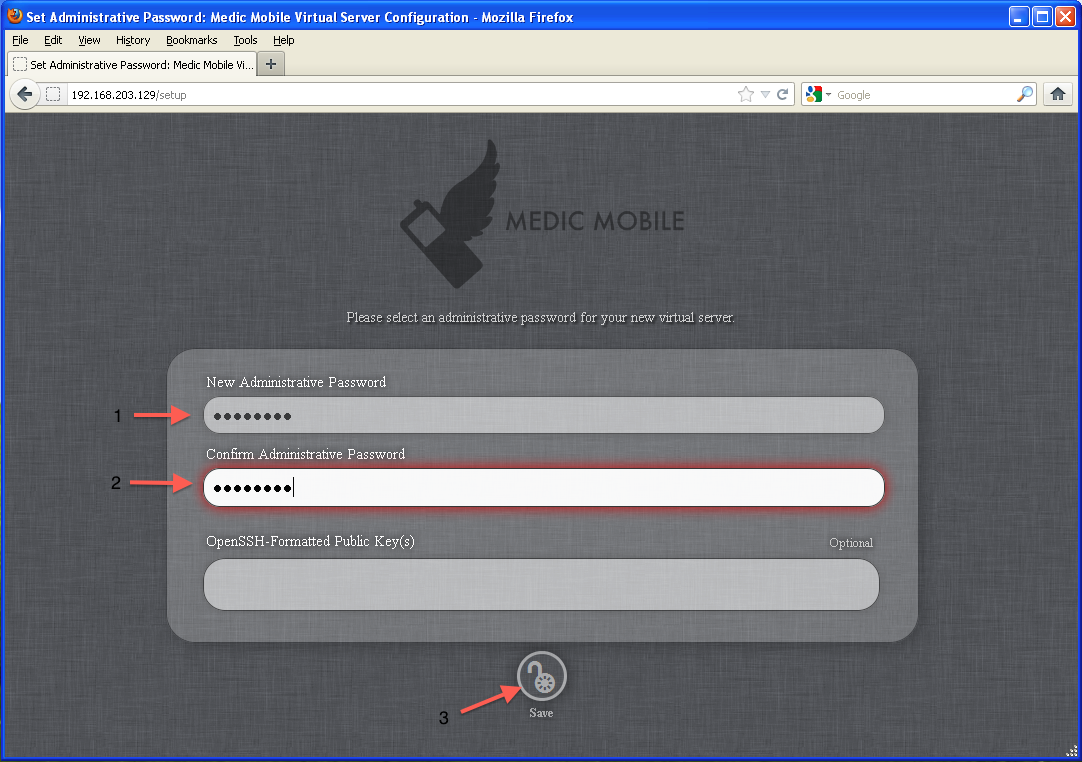 Set Administrative Password: Medic Mobile Virtual Server Configuration - Mozilla Firefox
File Edit View History Bookmarks Tools Help
Set Administrative Password: Medic Mobile Vi... +
192.168.203.129/setup Google
MEDIC MOBILE
Please select an administrative password for your new virtual server.
New Administrative Password
1 ●●●●●●●●
Confirm Administrative Password
2 ●●●●●●●●
OpenSSH-Formatted Public Key(s) Optional
3
Save